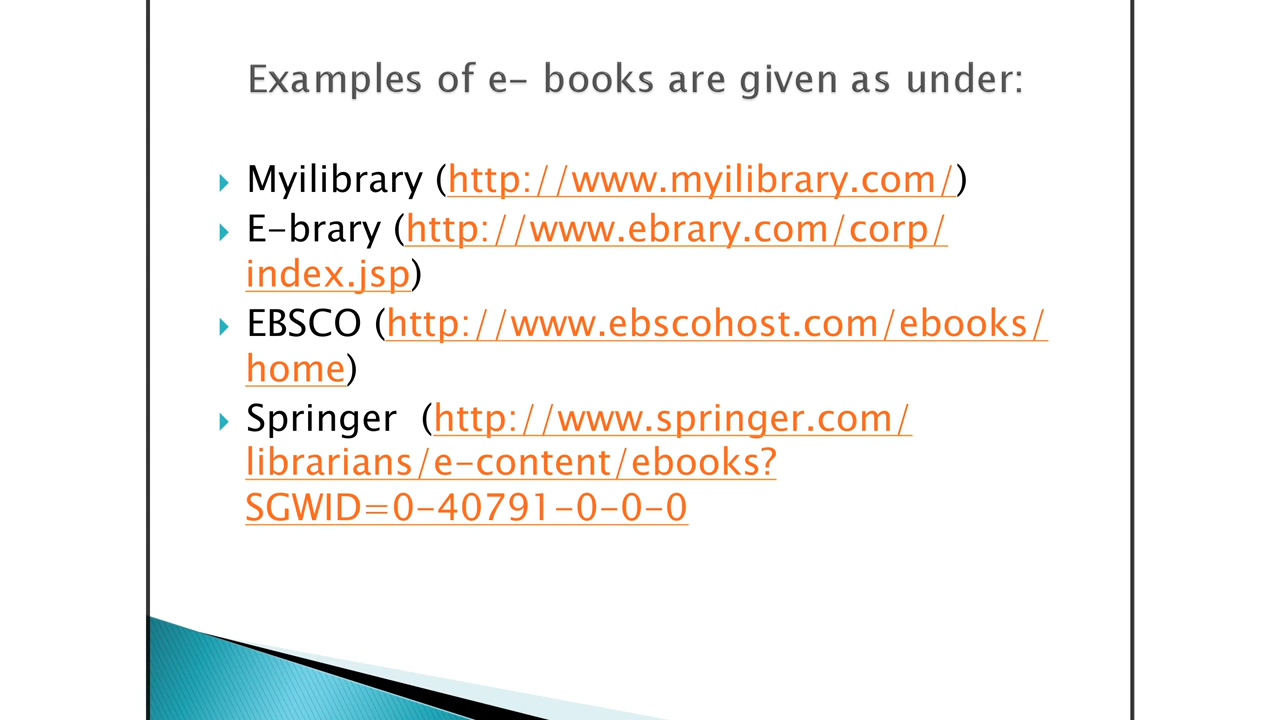 Examples of e- books are given as under:
Myilibrary (http://www.myilibrary.com/)
E-brary (http://www.ebrary.com/corp/
index.jsp)
EBSCO (http://www.ebscohost.com/ebooks/
home)
Springer  (http://www.springer.com/
librarians/e-content/ebooks?
SGWID=0-40791-0-0-0